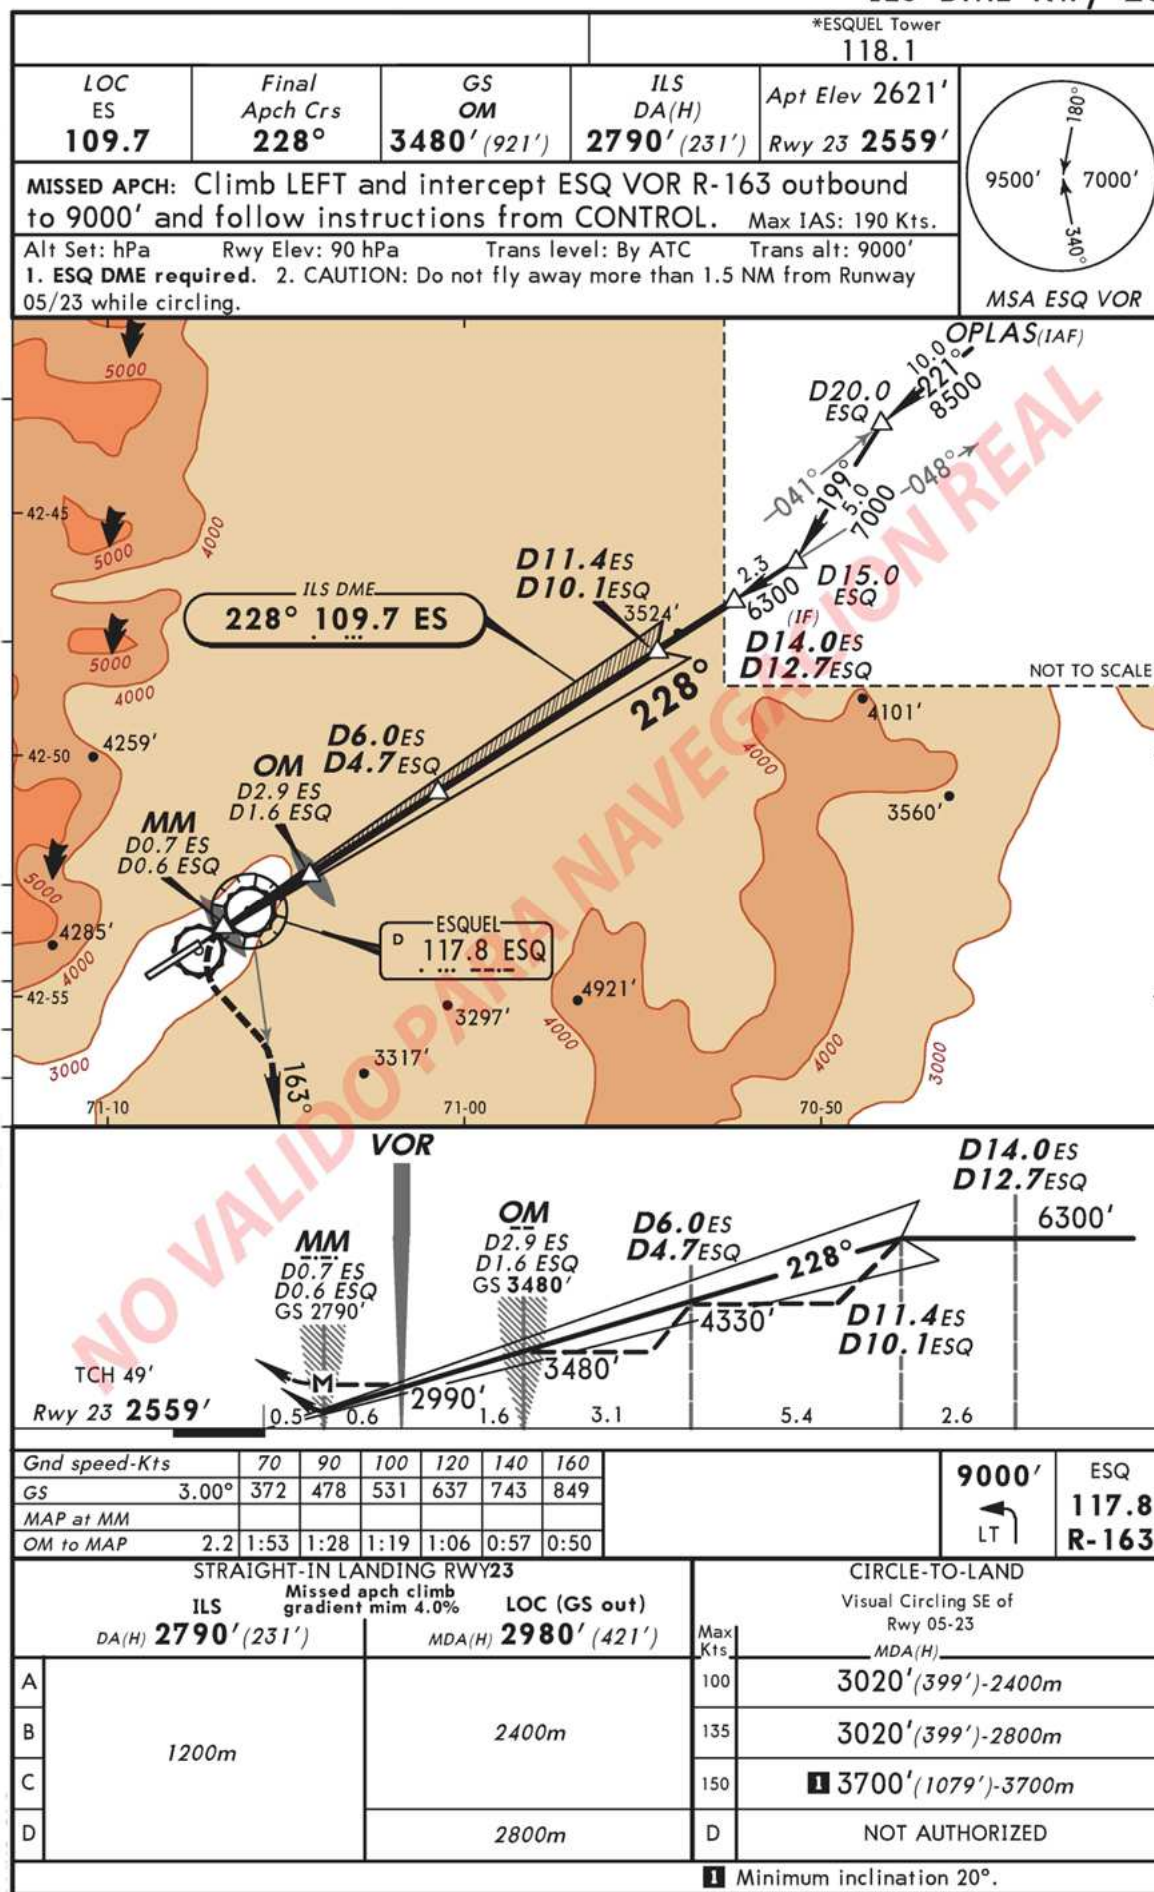 *ESQUEL Tower
118.1
LOC
ES
109.7
Final
Apch Crs
228°
GS
OM
3480' (921')
ILS
DA(H)
2790' (231')
Apt Elev 2621'
Rwy 23 2559'
MISSED APCH: Climb LEFT and intercept ESQ VOR R-163 outbound
to 9000' and follow instructions from CONTROL. Max IAS: 190 Kts.
Alt Set: hPa Rwy Elev: 90 hPa Trans level: By ATC Trans alt: 9000'
1. ESQ DME required. 2. CAUTION: Do not fly away more than 1.5 NM from Runway
05/23 while circling.
180°
9500' 7000'
340°
MSA ESQ VOR
OPLAS(IAF)
10.0
221°
8500
D20.0
ESQ
041°
199°
5.0
7000
048°
D15.0
ESQ
2.3
6300
(IF)
D14.0ES
D12.7ESQ
NOT TO SCALE
5000
42-45
5000
4000
D11.4ES
D10.1ESQ
3524'
ILS DME
228° 109.7 ES
228°
5000
4000
42-50
4259'
D6.0ES
D4.7ESQ
OM
D2.9 ES
D1.6 ESQ
MM
D0.7 ES
D0.6 ESQ
4101'
4000
3560'
5000
4285'
4000
ESQUEL
D 117.8 ESQ
42-55
4921'
3297'
4000
3317'
4000
3000
3000
163°
71-10
71-00
70-50
NO VALIDO PARA NAVEGACION REAL
VOR
D14.0ES
D12.7ESQ
6300'
MM
D0.7 ES
D0.6 ESQ
GS 2790'
OM
D2.9 ES
D1.6 ESQ
GS 3480'
D6.0ES
D4.7ESQ
228°
D11.4ES
D10.1ESQ
4330'
3480'
2990'
M
TCH 49'
Rwy 23 2559'
0.5 0.6 1.6 3.1 5.4 2.6
Gnd speed-Kts 70 90 100 120 140 160
GS 3.00° 372 478 531 637 743 849
MAP at MM
OM to MAP 2.2 1:53 1:28 1:19 1:06 0:57 0:50
9000'
LT
ESQ
117.8
R-163
STRAIGHT-IN LANDING RWY23
Missed apch climb
gradient mim 4.0%
ILS
DA(H) 2790' (231')
LOC (GS out)
MDA(H) 2980' (421')
CIRCLE-TO-LAND
Visual Circling SE of
Rwy 05-23
Max
Kts
MDA(H)
A
B
C
D
1200m
2400m
2800m
100 3020' (399')-2400m
135 3020' (399')-2800m
150 1 3700' (1079')-3700m
D NOT AUTHORIZED
1 Minimum inclination 20°.